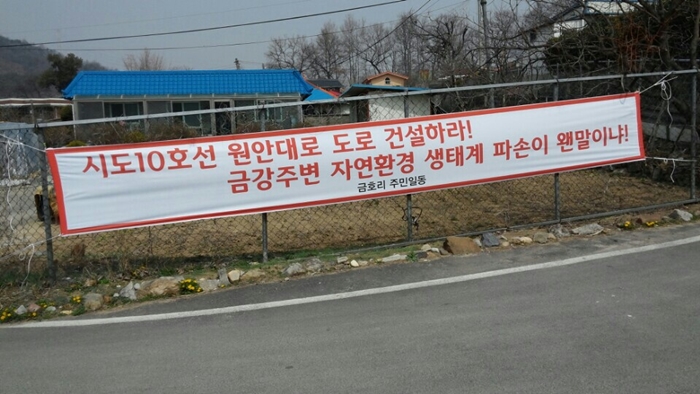 시도10호선 원안대로 도로 건설하라!
금강주변 자연환경 생태계 파손이 왠말이냐!
금호리 주민일동